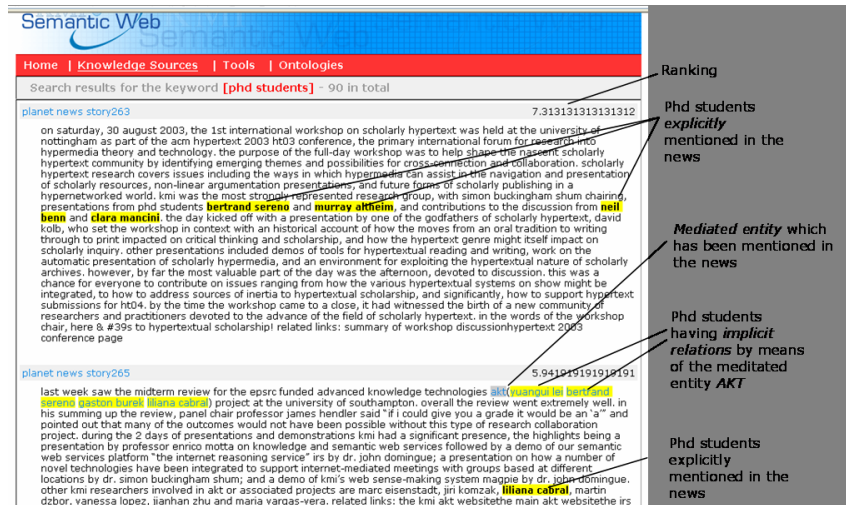 Semantic Web
Semantic Web
Home | Knowledge Sources | Tools | Ontologies
Search results for the keyword [phd students] - 90 in total
planet news story263 7.313131313131312
on saturday, 30 august 2003, the 1st international workshop on scholarly hypertext was held at the university of
nottingham as part of the acm hypertext 2003 ht03 conference, the primary international forum for research into
hypermedia theory and technology. the purpose of the full-day workshop was to help shape the nascent scholarly
hypertext community by identifying emerging themes and possibilities for cross-connection and collaboration. scholarly
hypertext research covers issues including the ways in which hypermedia can assist in the navigation and presentation
of scholarly resources, non-linear argumentation presentations, and future forms of scholarly publishing in a
hypernetworked world. kmi was the most strongly represented research group, with simon buckingham shum chairing,
presentations from phd students bertrand sereno and murray altheim, and contributions to the discussion from neil
benn and clara mancini. the day kicked off with a presentation by one of the godfathers of scholarly hypertext, david
kolb, who set the workshop in context with an historical account of how the moves from an oral tradition to writing
through to print impacted on critical thinking and scholarship, and how the hypertext genre might itself impact on
scholarly inquiry. other presentations included demos of tools for hypertextual reading and writing, work on the
automatic presentation of scholarly hypermedia, and an environment for exploiting the hypertextual nature of scholarly
archives. however, by far the most valuable part of the day was the afternoon, devoted to discussion. this was a
chance for everyone to contribute on issues ranging from how the various hypertextual systems on show might be
integrated, to how to address sources of inertia to hypertextual scholarship, and significantly, how to support hypertext
submissions for ht04. by the time the workshop came to a close, it had witnessed the birth of a new community of
researchers and practitioners devoted to the advance of the field of scholarly hypertext. in the words of the workshop
chair, here & #39s to hypertextual scholarship! related links: summary of workshop discussionhypertext 2003
conference page
planet news story265 5.941919191919191
last week saw the midterm review for the epsrc funded advanced knowledge technologies akt(yuangui lei bertrand
sereno gaston burek liliana cabral) project at the university of southampton. overall the review went extremely well. in
his summing up the review, panel chair professor james hendler said "if i could give you a grade it would be an 'a'" and
pointed out that many of the outcomes would not have been possible without this type of research collaboration
project. during the 2 days of presentations and demonstrations kmi had a significant presence, the highlights being a
presentation by professor enrico motta on knowledge and semantic web services followed by a demo of our semantic
web services platform "the internet reasoning service" irs by dr. john domingue; a presentation on how a number of
novel technologies have been integrated to support internet-mediated meetings with groups based at different
locations by dr. simon buckingham shum; and a demo of kmi's web sense-making system magpie by dr. john domingue.
other kmi researchers involved in akt or associated projects are marc eisenstadt, jiri komzak, liliana cabral, martin
dzbor, vanessa lopez, jianhan zhu and maria vargas-vera. related links: the kmi akt websitethe main akt websitethe irs
Ranking
Phd students
explicitly
mentioned in the
news
Mediated entity which
has been mentioned in
the news
Phd students
having implicit
relations by means
of the meditated
entity AKT
Phd students
explicitly
mentioned in the
news